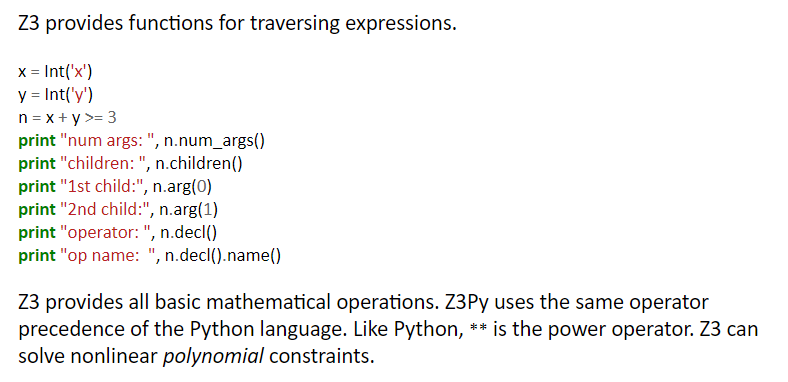 Z3 provides functions for traversing expressions.
x = Int('x')
y = Int('y')
n = x + y >= 3
print "num args: ", n.num_args()
print "children: ", n.children()
print "1st child:", n.arg(0)
print "2nd child:", n.arg(1)
print "operator: ", n.decl()
print "op name:  ", n.decl().name()
Z3 provides all basic mathematical operations. Z3Py uses the same operator
precedence of the Python language. Like Python, ** is the power operator. Z3 can
solve nonlinear polynomial constraints.